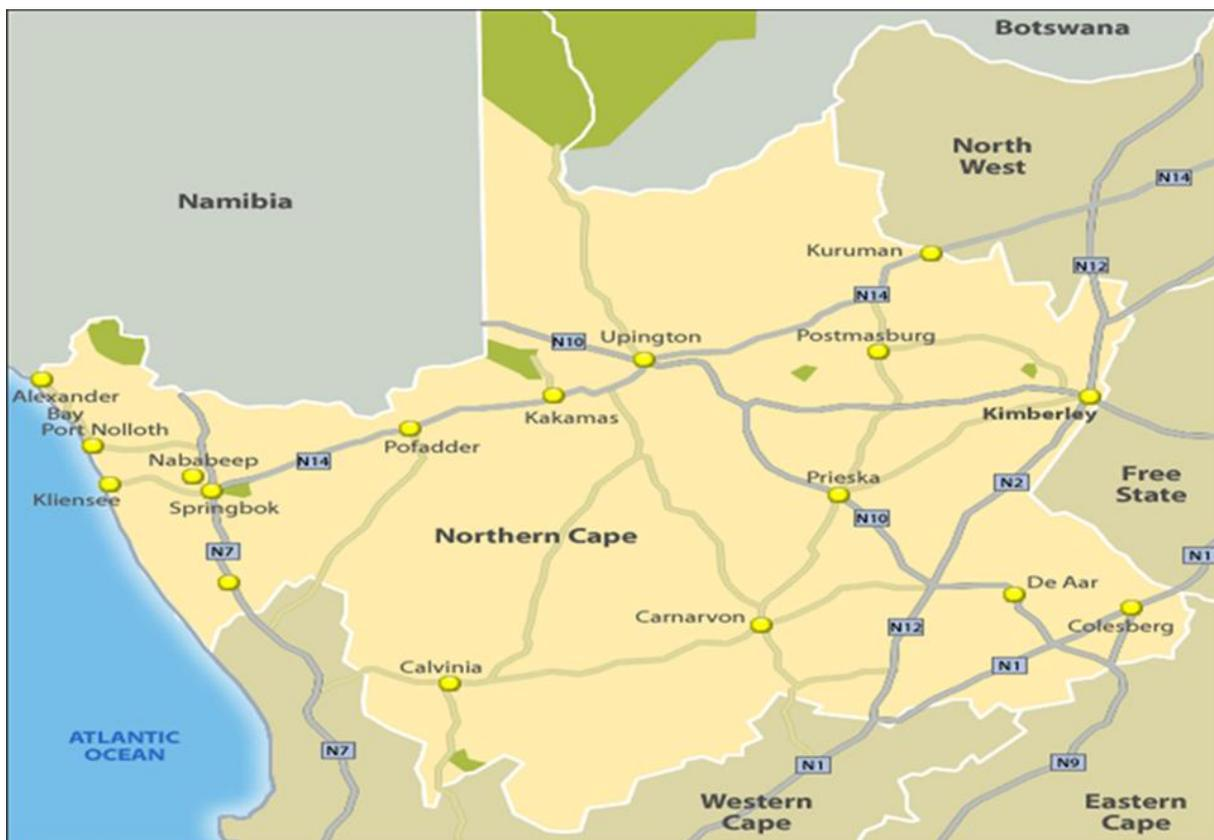 Botswana
North
West
N14
Namibia
Kuruman
N12
N14
N10
Upington
Postmasburg
Alexander
Bay
Kakamas
Kimberley
Port Nolloth
Pofadder
Nababeep
N14
Kliensee
Springbok
Prieska
N2
Free
State
N10
Northern Cape
N7
N1
De Aar
Carnarvon
N12
Colesberg
Calvinia
N1
ATLANTIC
OCEAN
N7
N1
N9
Western
Cape
Eastern
Cape